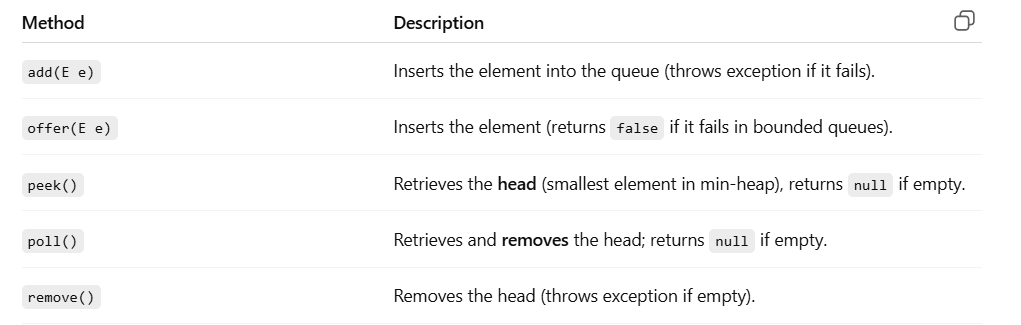 Method Description
add(E e) Inserts the element into the queue (throws exception if it fails).
offer(E e) Inserts the element (returns false if it fails in bounded queues).
peek() Retrieves the head (smallest element in min-heap), returns null if empty.
poll() Retrieves and removes the head; returns null if empty.
remove() Removes the head (throws exception if empty).